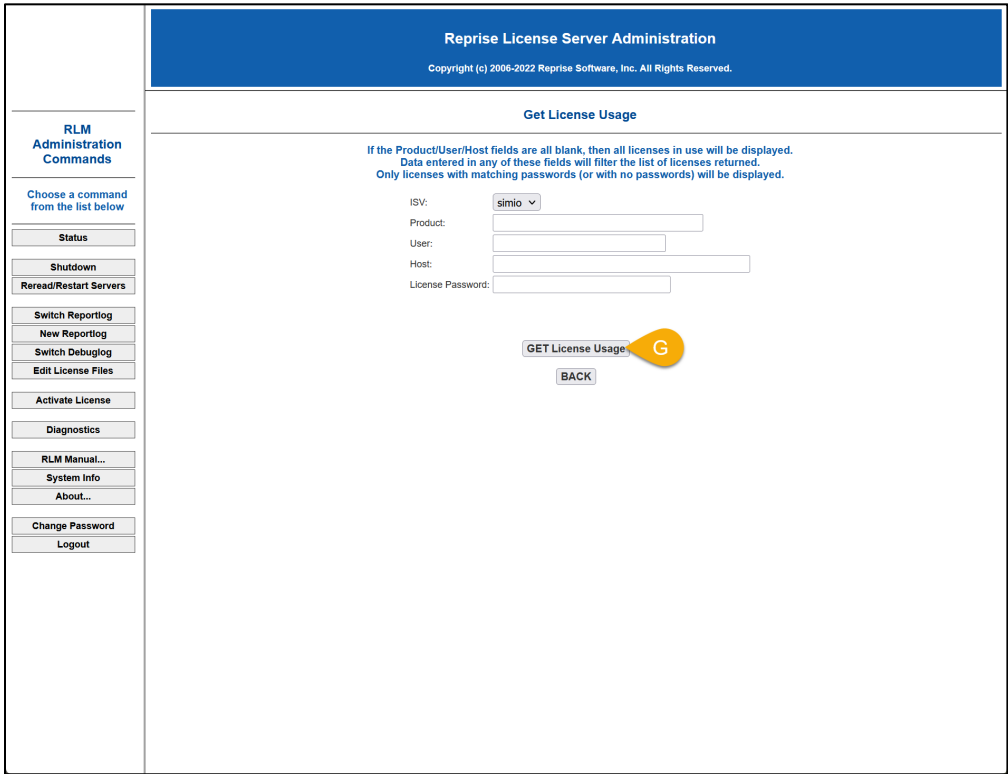 Reprise License Server Administration
Copyright (c) 2006-2022 Reprise Software, Inc. All Rights Reserved.
RLM
Administration
Commands
Choose a command
from the list below
Status
Shutdown
Reread/Restart Servers
Switch Reportlog
New Reportlog
Switch Debuglog
Edit License Files
Activate License
Diagnostics
RLM Manual...
System Info
About...
Change Password
Logout
Get License Usage
If the Product/User/Host fields are all blank, then all licenses in use will be displayed.
Data entered in any of these fields will filter the list of licenses returned.
Only licenses with matching passwords (or with no passwords) will be displayed.
ISV: simio
Product:
User:
Host:
License Password:
GET License Usage G
BACK